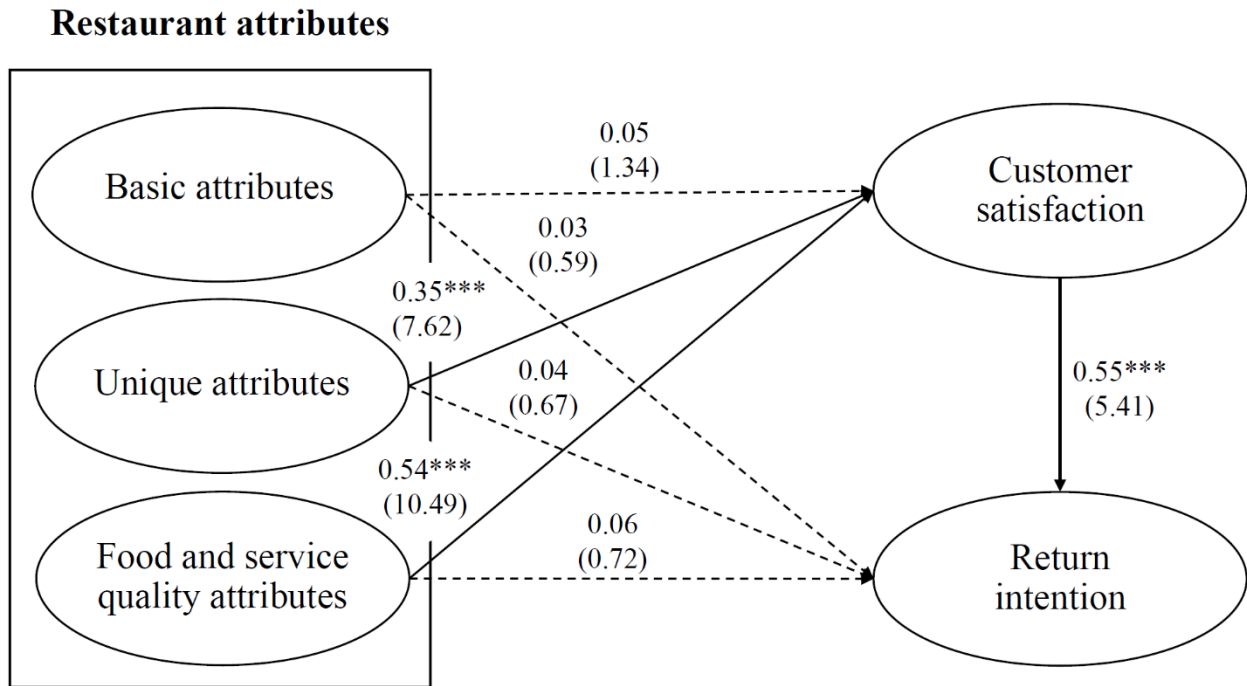 Restaurant attributes
Basic attributes
Unique attributes
Food and service
quality attributes
0.05
(1.34)
0.03
(0.59)
0.35***
(7.62)
0.04
(0.67)
0.54***
(10.49)
0.06
(0.72)
Customer
satisfaction
0.55***
(5.41)
Return
intention